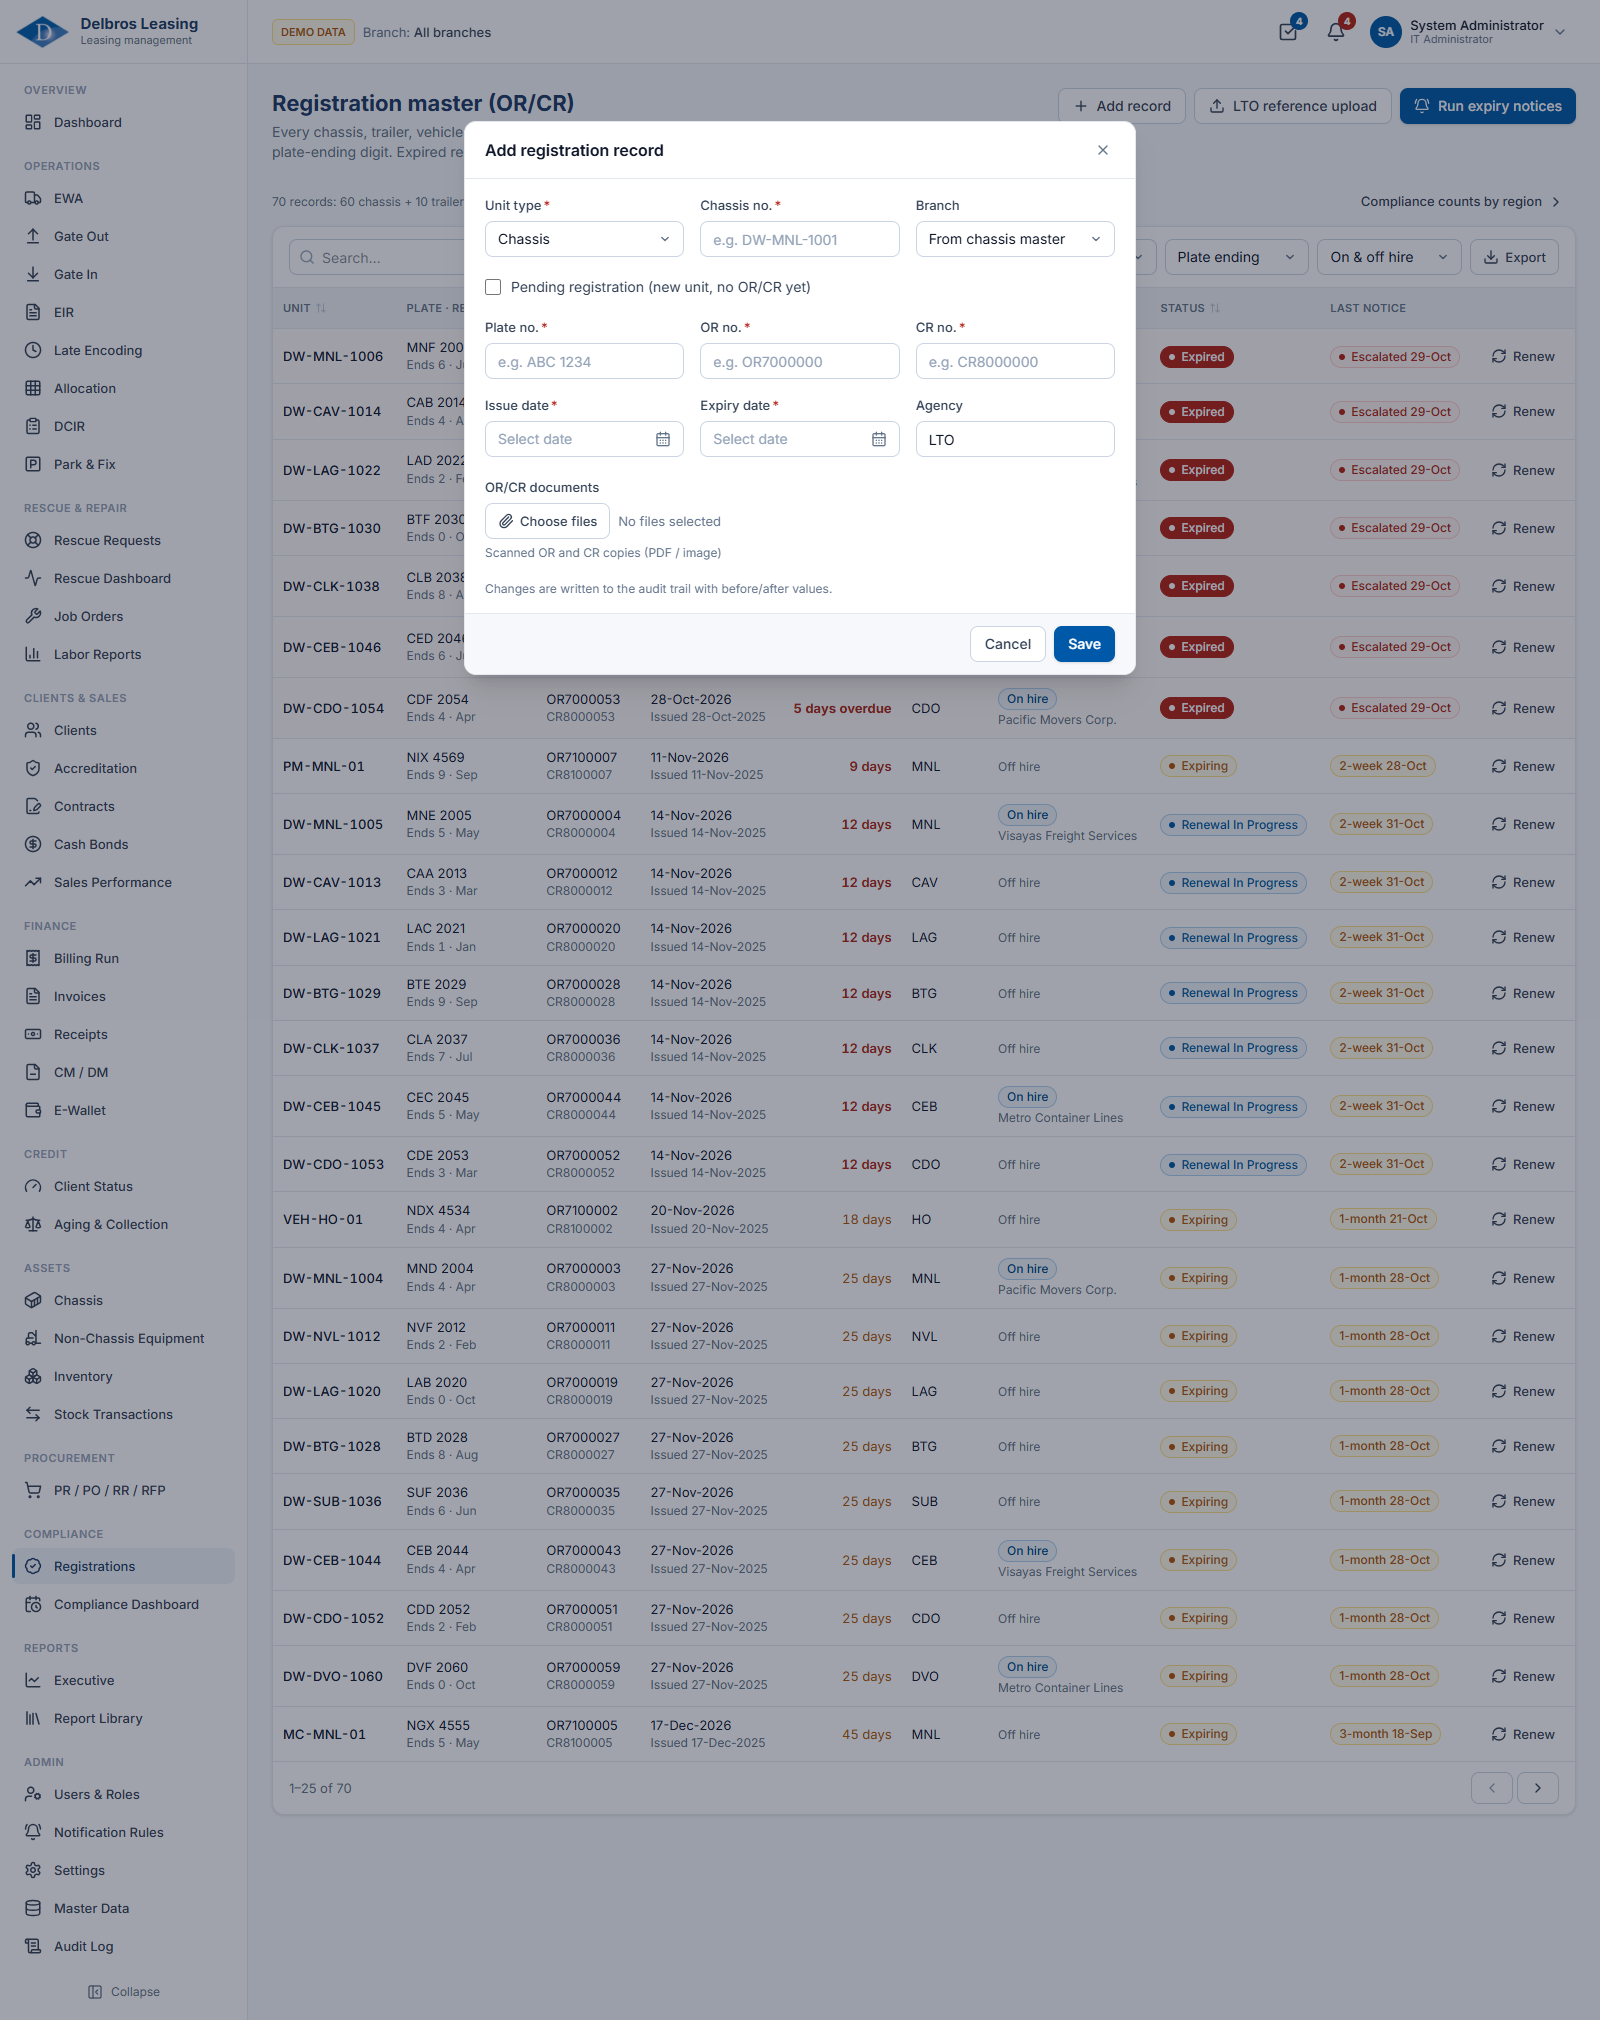 Delbros Leasing
Leasing management
DEMO DATA Branch: All branches
4
4
SA
System Administrator
IT Administrator
OVERVIEW
Dashboard
OPERATIONS
EWA
Gate Out
Gate In
EIR
Late Encoding
Allocation
DCIR
Park & Fix
RESCUE & REPAIR
Rescue Requests
Rescue Dashboard
Job Orders
Labor Reports
CLIENTS & SALES
Clients
Accreditation
Contracts
Cash Bonds
Sales Performance
FINANCE
Billing Run
Invoices
Receipts
CM / DM
E-Wallet
CREDIT
Client Status
Aging & Collection
ASSETS
Chassis
Non-Chassis Equipment
Inventory
Stock Transactions
PROCUREMENT
PR / PO / RR / RFP
COMPLIANCE
Registrations
Compliance Dashboard
REPORTS
Executive
Report Library
ADMIN
Users & Roles
Notification Rules
Settings
Master Data
Audit Log
Collapse
Registration master (OR/CR)
Every chassis, trailer, vehicle
plate-ending digit. Expired re
Add record
LTO reference upload
Run expiry notices
70 records: 60 chassis + 10 trailer
Compliance counts by region
Search...
Plate ending
On & off hire
Export
Add registration record
Unit type* Chassis no.* Branch
Chassis e.g. DW-MNL-1001 From chassis master
Pending registration (new unit, no OR/CR yet)
Plate no.* OR no.* CR no.*
e.g. ABC 1234 e.g. OR7000000 e.g. CR8000000
Issue date* Expiry date* Agency
Select date Select date LTO
OR/CR documents
Choose files No files selected
Scanned OR and CR copies (PDF / image)
Changes are written to the audit trail with before/after values.
Cancel Save
UNIT PLATE · RE STATUS LAST NOTICE
DW-MNL-1006 MNF 200 Expired Escalated 29-Oct Renew
Ends 6 · Ju
DW-CAV-1014 CAB 2014 Expired Escalated 29-Oct Renew
Ends 4 · A
DW-LAG-1022 LAD 2022 Expired Escalated 29-Oct Renew
Ends 2 · F
DW-BTG-1030 BTF 2030 Expired Escalated 29-Oct Renew
Ends 0 · O
DW-CLK-1038 CLB 2038 Expired Escalated 29-Oct Renew
Ends 8 · A
DW-CEB-1046 CED 2046 Expired Escalated 29-Oct Renew
Ends 6 · J
DW-CDO-1054 CDF 2054 OR7000053 28-Oct-2026 5 days overdue CDO On hire Expired Escalated 29-Oct Renew
Ends 4 · Apr CR8000053 Issued 28-Oct-2025 Pacific Movers Corp.
PM-MNL-01 NIX 4569 OR7100007 11-Nov-2026 9 days MNL Off hire Expiring 2-week 28-Oct Renew
Ends 9 · Sep CR8100007 Issued 11-Nov-2025
DW-MNL-1005 MNE 2005 OR7000004 14-Nov-2026 12 days MNL On hire Renewal In Progress 2-week 31-Oct Renew
Ends 5 · May CR8000004 Issued 14-Nov-2025 Visayas Freight Services
DW-CAV-1013 CAA 2013 OR7000012 14-Nov-2026 12 days CAV Off hire Renewal In Progress 2-week 31-Oct Renew
Ends 3 · Mar CR8000012 Issued 14-Nov-2025
DW-LAG-1021 LAC 2021 OR7000020 14-Nov-2026 12 days LAG Off hire Renewal In Progress 2-week 31-Oct Renew
Ends 1 · Jan CR8000020 Issued 14-Nov-2025
DW-BTG-1029 BTE 2029 OR7000028 14-Nov-2026 12 days BTG Off hire Renewal In Progress 2-week 31-Oct Renew
Ends 9 · Sep CR8000028 Issued 14-Nov-2025
DW-CLK-1037 CLA 2037 OR7000036 14-Nov-2026 12 days CLK Off hire Renewal In Progress 2-week 31-Oct Renew
Ends 7 · Jul CR8000036 Issued 14-Nov-2025
DW-CEB-1045 CEC 2045 OR7000044 14-Nov-2026 12 days CEB On hire Renewal In Progress 2-week 31-Oct Renew
Ends 5 · May CR8000044 Issued 14-Nov-2025 Metro Container Lines
DW-CDO-1053 CDE 2053 OR7000052 14-Nov-2026 12 days CDO Off hire Renewal In Progress 2-week 31-Oct Renew
Ends 3 · Mar CR8000052 Issued 14-Nov-2025
VEH-HO-01 NDX 4534 OR7100002 20-Nov-2026 18 days HO Off hire Expiring 1-month 21-Oct Renew
Ends 4 · Apr CR8100002 Issued 20-Nov-2025
DW-MNL-1004 MND 2004 OR7000003 27-Nov-2026 25 days MNL On hire Expiring 1-month 28-Oct Renew
Ends 4 · Apr CR8000003 Issued 27-Nov-2025 Pacific Movers Corp.
DW-NVL-1012 NVF 2012 OR7000011 27-Nov-2026 25 days NVL Off hire Expiring 1-month 28-Oct Renew
Ends 2 · Feb CR8000011 Issued 27-Nov-2025
DW-LAG-1020 LAB 2020 OR7000019 27-Nov-2026 25 days LAG Off hire Expiring 1-month 28-Oct Renew
Ends 0 · Oct CR8000019 Issued 27-Nov-2025
DW-BTG-1028 BTD 2028 OR7000027 27-Nov-2026 25 days BTG Off hire Expiring 1-month 28-Oct Renew
Ends 8 · Aug CR8000027 Issued 27-Nov-2025
DW-SUB-1036 SUF 2036 OR7000035 27-Nov-2026 25 days SUB Off hire Expiring 1-month 28-Oct Renew
Ends 6 · Jun CR8000035 Issued 27-Nov-2025
DW-CEB-1044 CEB 2044 OR7000043 27-Nov-2026 25 days CEB On hire Expiring 1-month 28-Oct Renew
Ends 4 · Apr CR8000043 Issued 27-Nov-2025 Visayas Freight Services
DW-CDO-1052 CDD 2052 OR7000051 27-Nov-2026 25 days CDO Off hire Expiring 1-month 28-Oct Renew
Ends 2 · Feb CR8000051 Issued 27-Nov-2025
DW-DVO-1060 DVF 2060 OR7000059 27-Nov-2026 25 days DVO On hire Expiring 1-month 28-Oct Renew
Ends 0 · Oct CR8000059 Issued 27-Nov-2025 Metro Container Lines
MC-MNL-01 NGX 4555 OR7100005 17-Dec-2026 45 days MNL Off hire Expiring 3-month 18-Sep Renew
Ends 5 · May CR8100005 Issued 17-Dec-2025
1–25 of 70